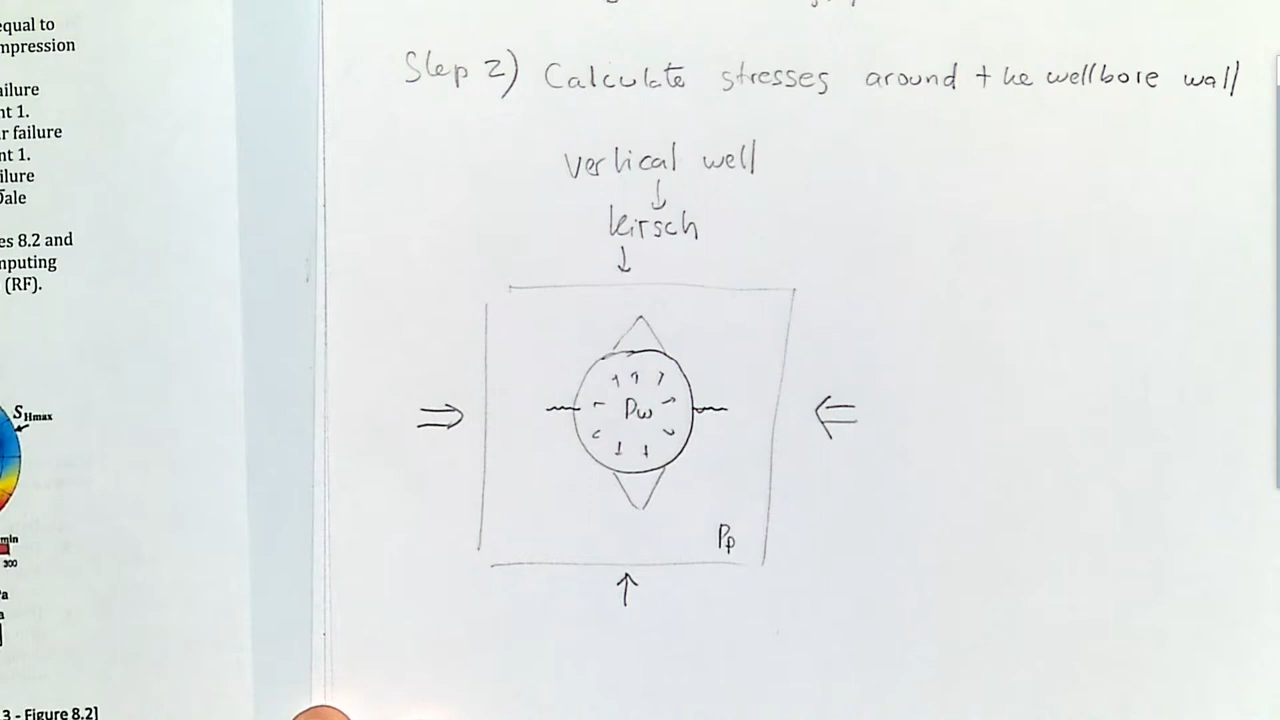 equal to
mpression
ailure
nt 1.
r failure
nt 1.
ilure
Dale
es 8.2 and
nputing
(RF).
SHmax
min
300
a
a
3 - Figure 8.2]
Step 2) Calculate stresses around the wellbore wall
vertical well
↓
kirsch
↓
⇒ Pw ⇐
Pp
↑